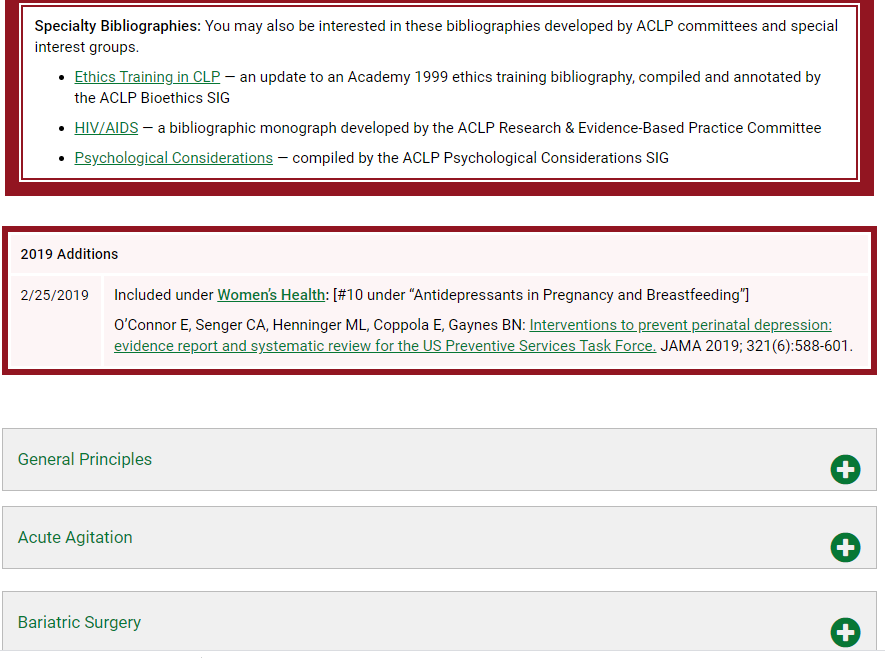 Specialty Bibliographies: You may also be interested in these bibliographies developed by ACLP committees and special
interest groups.
• Ethics Training in CLP — an update to an Academy 1999 ethics training bibliography, compiled and annotated by
the ACLP Bioethics SIG
• HIV/AIDS — a bibliographic monograph developed by the ACLP Research & Evidence-Based Practice Committee
• Psychological Considerations — compiled by the ACLP Psychological Considerations SIG
2019 Additions
2/25/2019 Included under Women’s Health: [#10 under “Antidepressants in Pregnancy and Breastfeeding”]
O’Connor E, Senger CA, Henninger ML, Coppola E, Gaynes BN: Interventions to prevent perinatal depression:
evidence report and systematic review for the US Preventive Services Task Force. JAMA 2019; 321(6):588-601.
General Principles
Acute Agitation
Bariatric Surgery